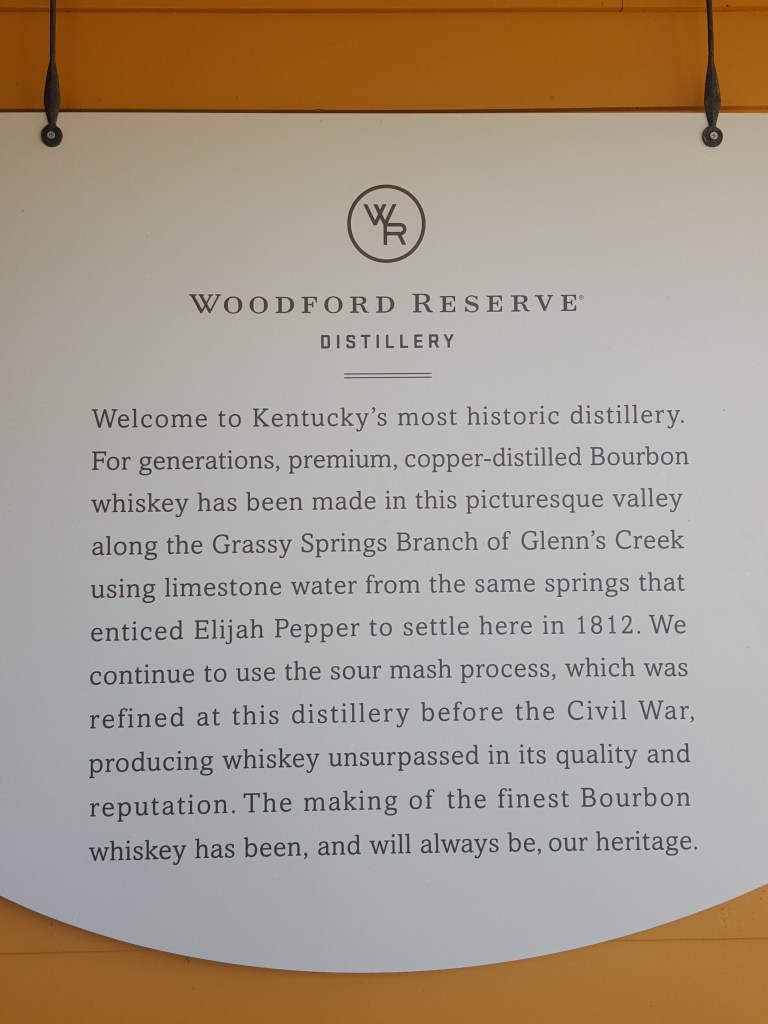 WR
WOODFORD RESERVE®
DISTILLERY
Welcome to Kentucky’s most historic distillery.
For generations, premium, copper-distilled Bourbon
whiskey has been made in this picturesque valley
along the Grassy Springs Branch of Glenn’s Creek
using limestone water from the same springs that
enticed Elijah Pepper to settle here in 1812. We
continue to use the sour mash process, which was
refined at this distillery before the Civil War,
producing whiskey unsurpassed in its quality and
reputation. The making of the finest Bourbon
whiskey has been, and will always be, our heritage.